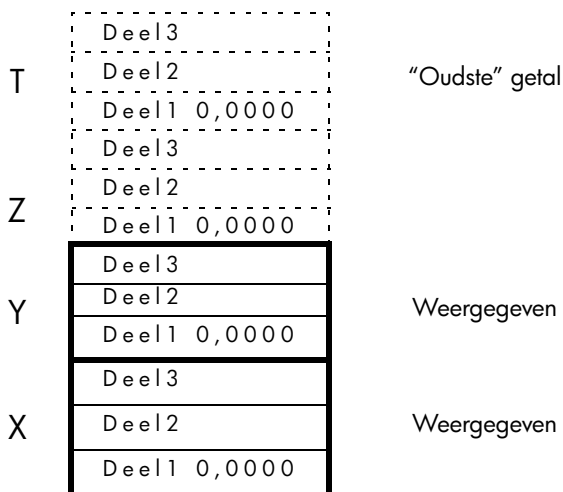 Deel3
T Deel2 “Oudste” getal
Deel1 0,0000
Deel3
Deel2
Z
Deel1 0,0000
Deel3
Deel2
Y Weergegeven
Deel1 0,0000
Deel3
X Deel2 Weergegeven
Deel1 0,0000